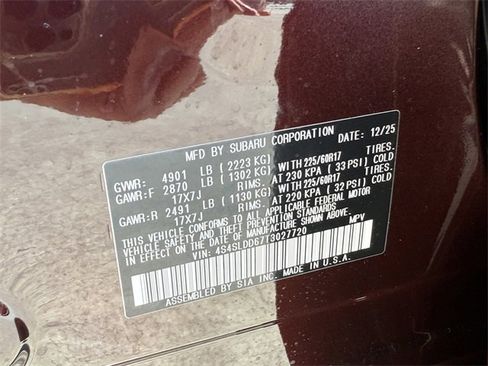 MFD BY SUBARU CORPORATION DATE: 12/25
GVWR: 4901 LB ( 2223 KG)
GAWR:F 2870 LB ( 1302 KG) WITH 225/60R17 TIRES.
17X7J RIMS. AT 230 KPA ( 33 PSI) COLD
GAWR:R 2491 LB ( 1130 KG) WITH 225/60R17 TIRES.
17X7J RIMS. AT 220 KPA ( 32 PSI) COLD
THIS VEHICLE CONFORMS TO ALL APPLICABLE FEDERAL MOTOR
VEHICLE SAFETY AND THEFT PREVENTION STANDARDS
IN EFFECT ON THE DATE OF MANUFACTURE SHOWN ABOVE.
VIN: 4S4SLDD67T3027720 MPV
ASSEMBLED BY SIA INC. MADE IN U.S.A.